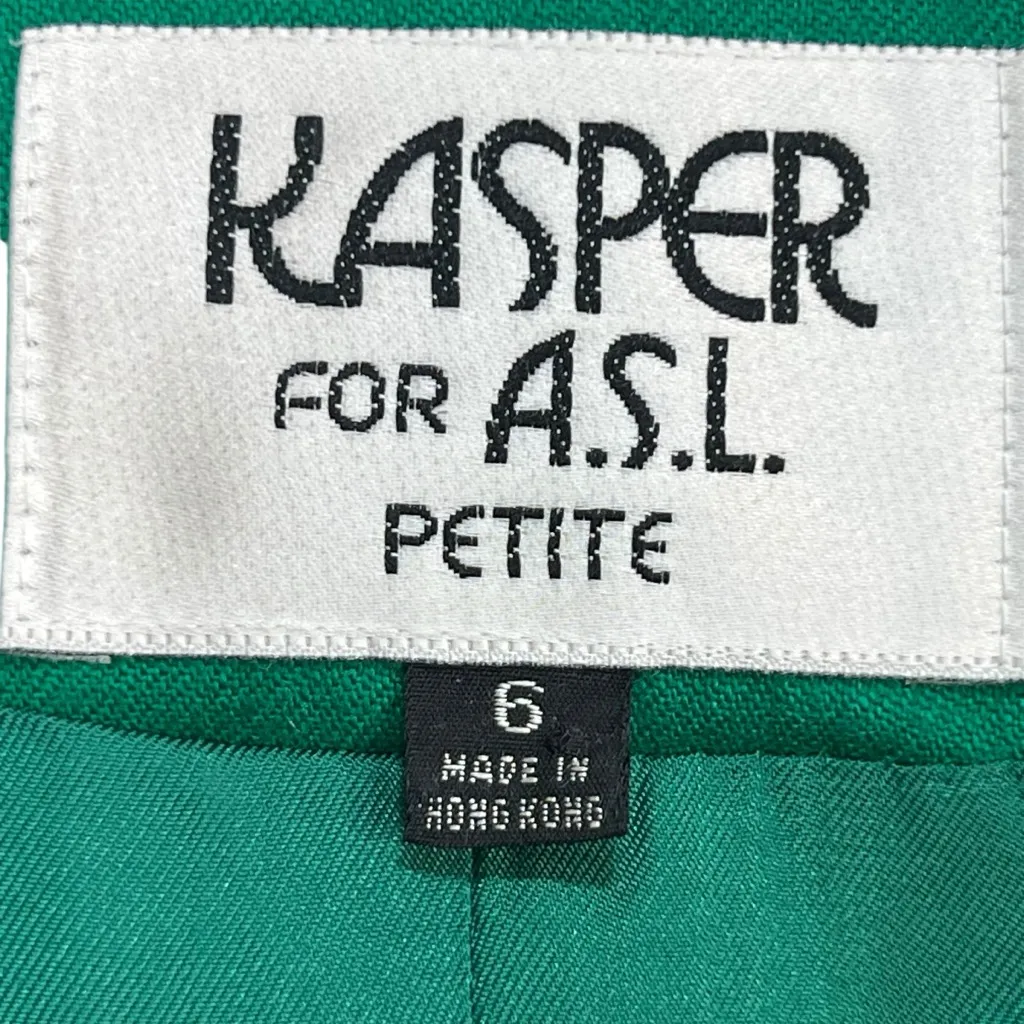 KASPER
FOR A.S.L.
PETITE
6
MADE IN
HONG KONG